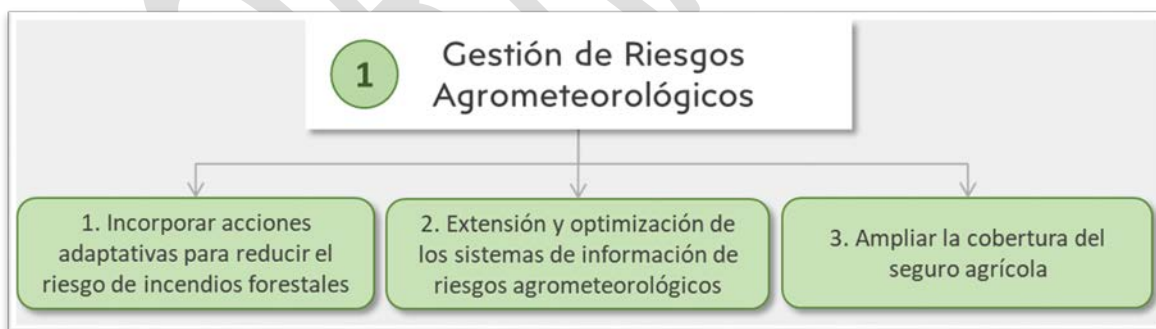 1
Gestión de Riesgos
Agrometeorológicos
1. Incorporar acciones
adaptativas para reducir el
riesgo de incendios forestales
2. Extensión y optimización de
los sistemas de información de
riesgos agrometeorológicos
3. Ampliar la cobertura del
seguro agrícola